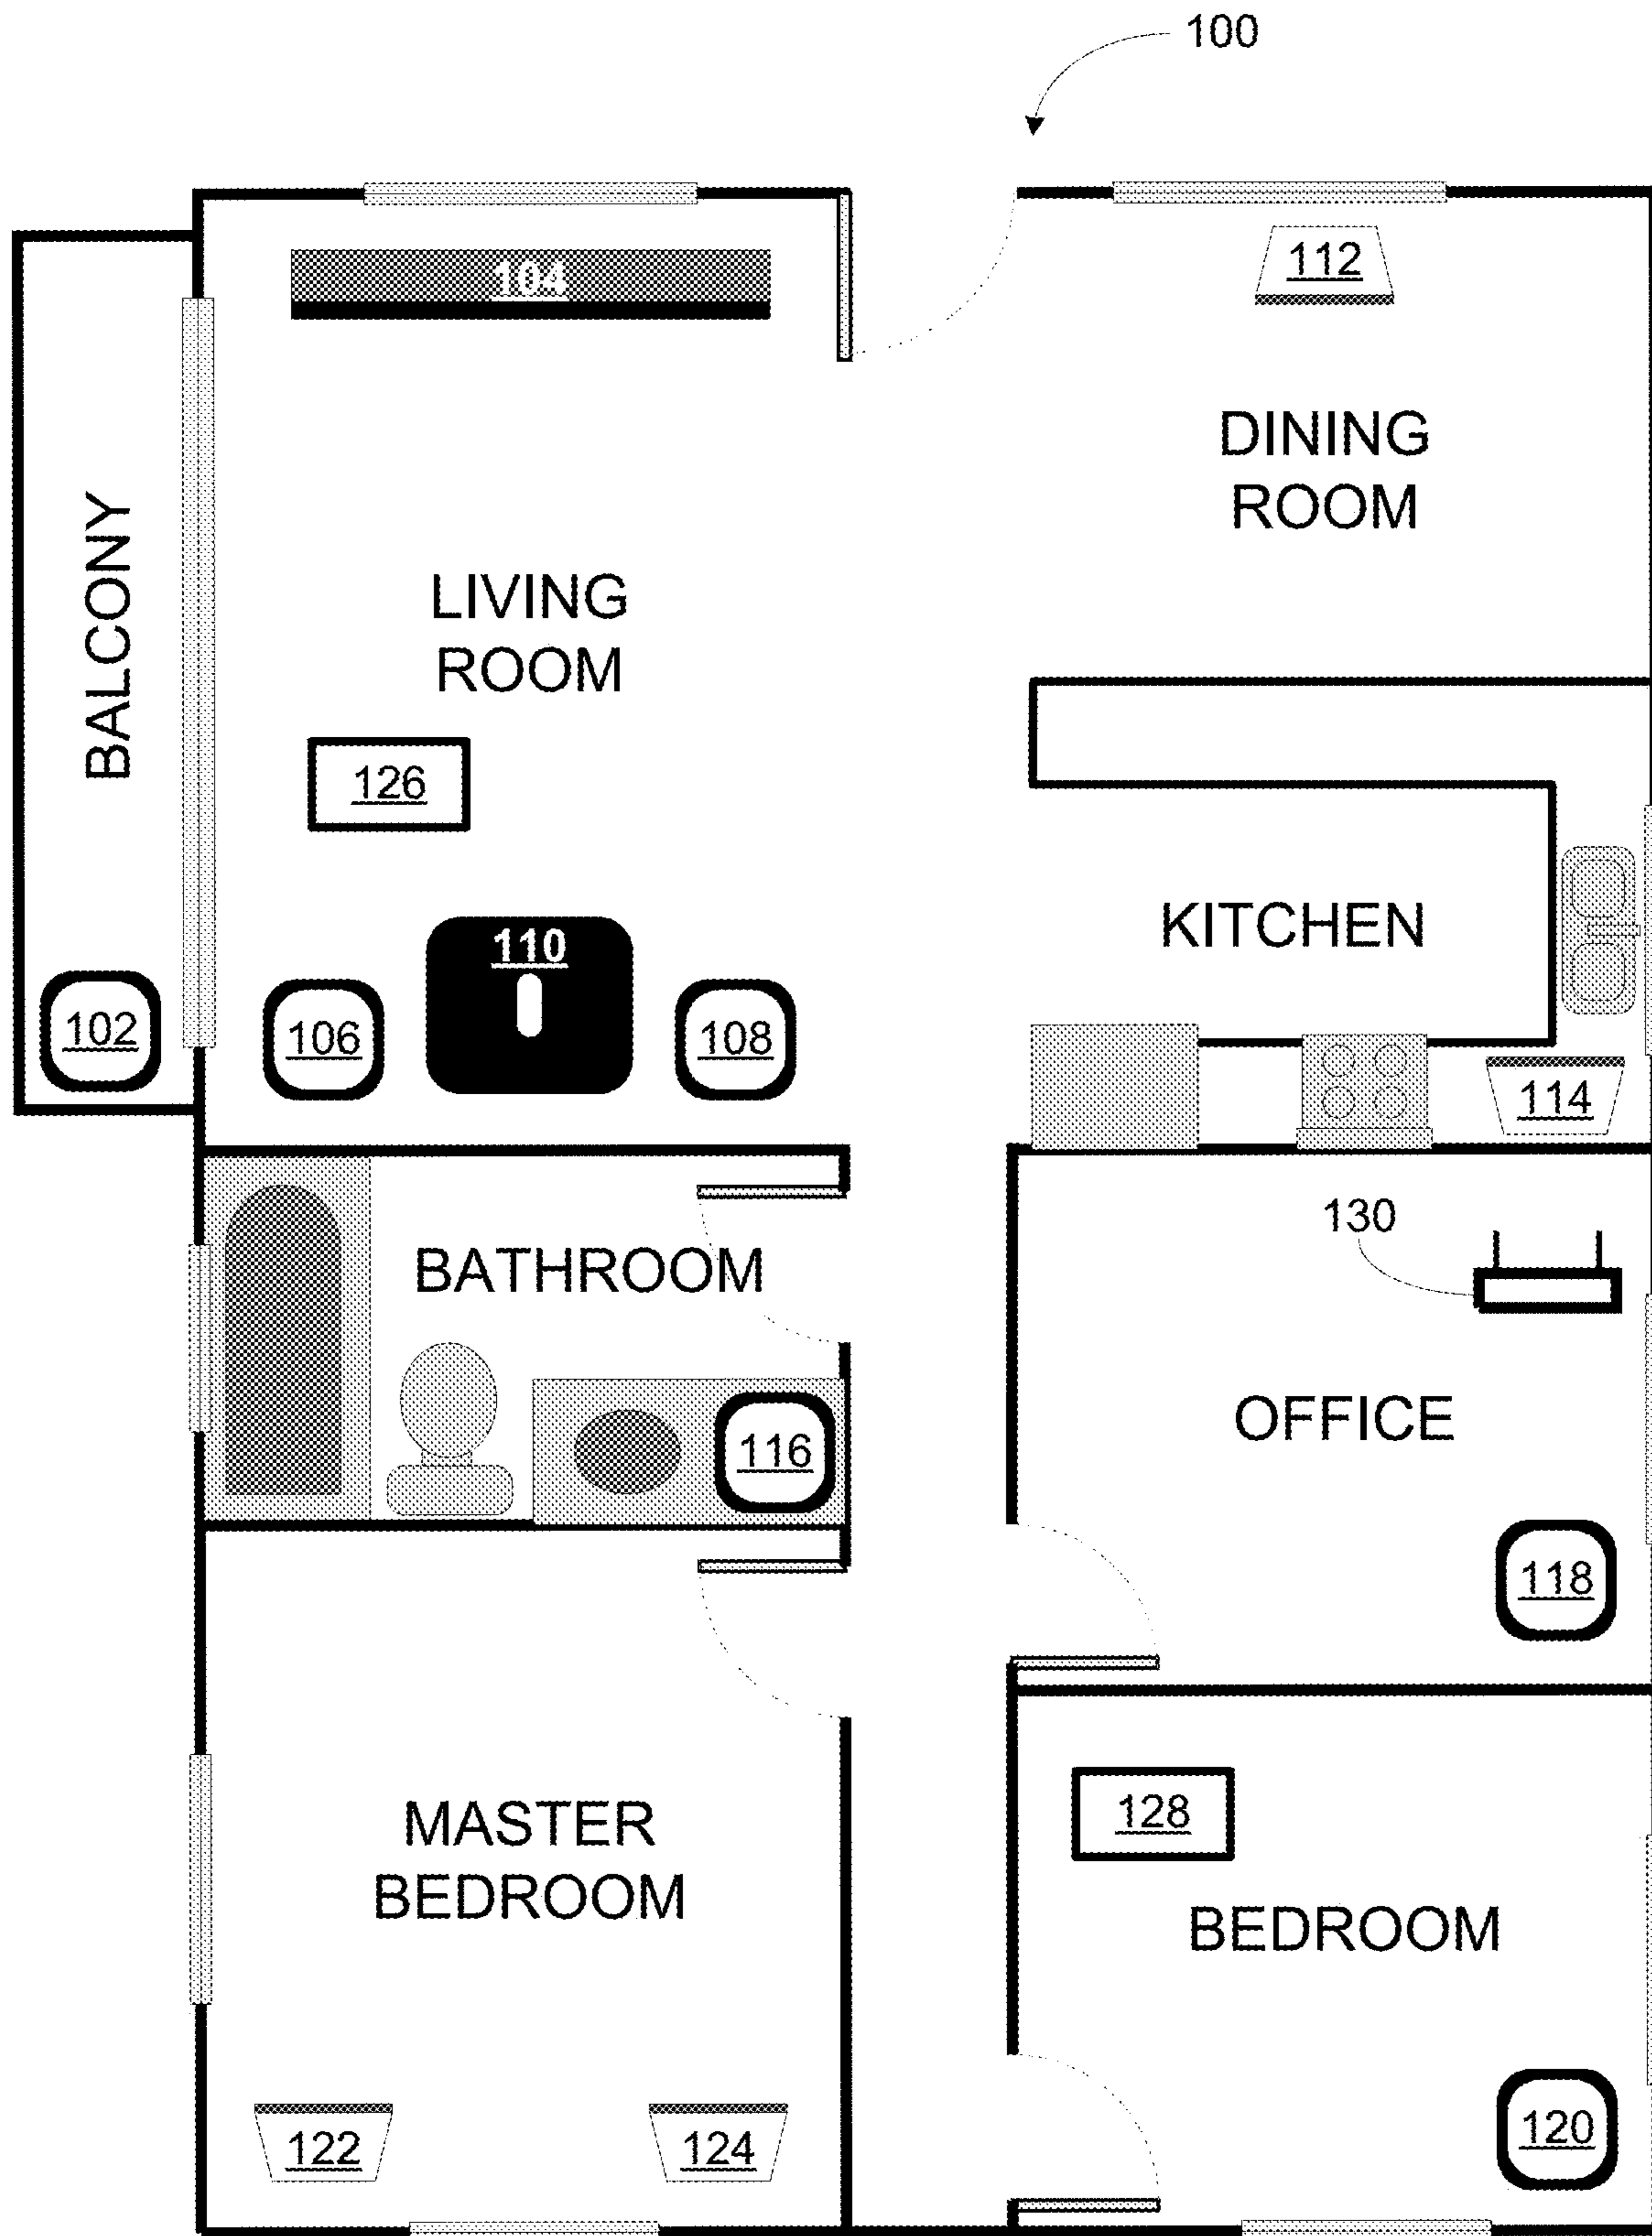 100
104
112
DINING
ROOM
BALCONY
LIVING
ROOM
126
KITCHEN
110
102
106
108
114
130
BATHROOM
OFFICE
116
118
128
MASTER
BEDROOM
BEDROOM
122
124
120